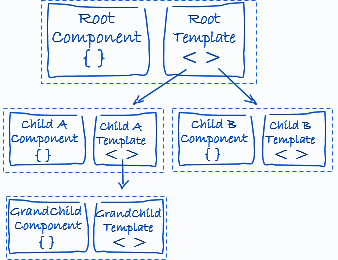 Root
Component
{ }
Root
Template
< >
Child A
Component
{ }
Child A
Template
< >
Child B
Component
{ }
Child B
Template
< >
GrandChild
Component
{ }
GrandChild
Template
< >